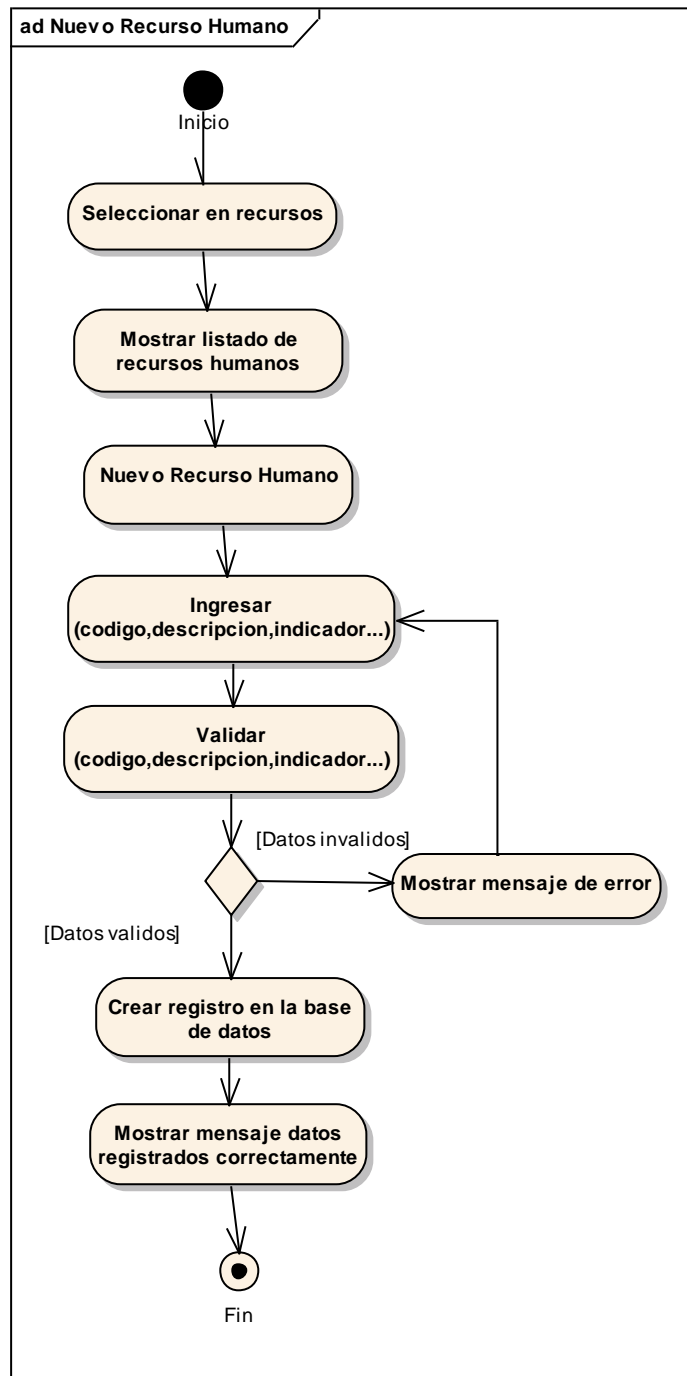 ad Nuevo Recurso Humano
Inicio
Seleccionar en recursos
Mostrar listado de
recursos humanos
Nuevo Recurso Humano
Ingresar
(codigo,descripcion,indicador...)
Validar
(codigo,descripcion,indicador...)
[Datos invalidos]
Mostrar mensaje de error
[Datos validos]
Crear registro en la base
de datos
Mostrar mensaje datos
registrados correctamente
Fin